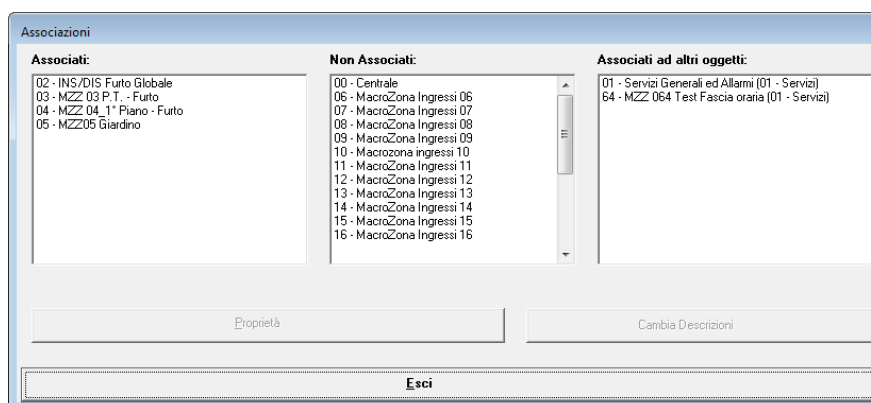 Associazioni
Associati:
02 - INS/DIS Furto Globale
03 - MZZ 03 P.T. - Furto
04 - MZZ 04_1° Piano - Furto
05 - MZZ05 Giardino
Non Associati:
00 - Centrale
06 - MacroZona Ingressi 06
07 - MacroZona Ingressi 07
08 - MacroZona Ingressi 08
09 - MacroZona Ingressi 09
10 - Macrozona ingressi 10
11 - MacroZona Ingressi 11
12 - MacroZona Ingressi 12
13 - MacroZona Ingressi 13
14 - MacroZona Ingressi 14
15 - MacroZona Ingressi 15
16 - MacroZona Ingressi 16
Associati ad altri oggetti:
01 - Servizi Generali ed Allarmi (01 - Servizi)
64 - MZZ 064 Test Fascia oraria (01 - Servizi)
Proprietà
Cambia Descrizioni
Esci